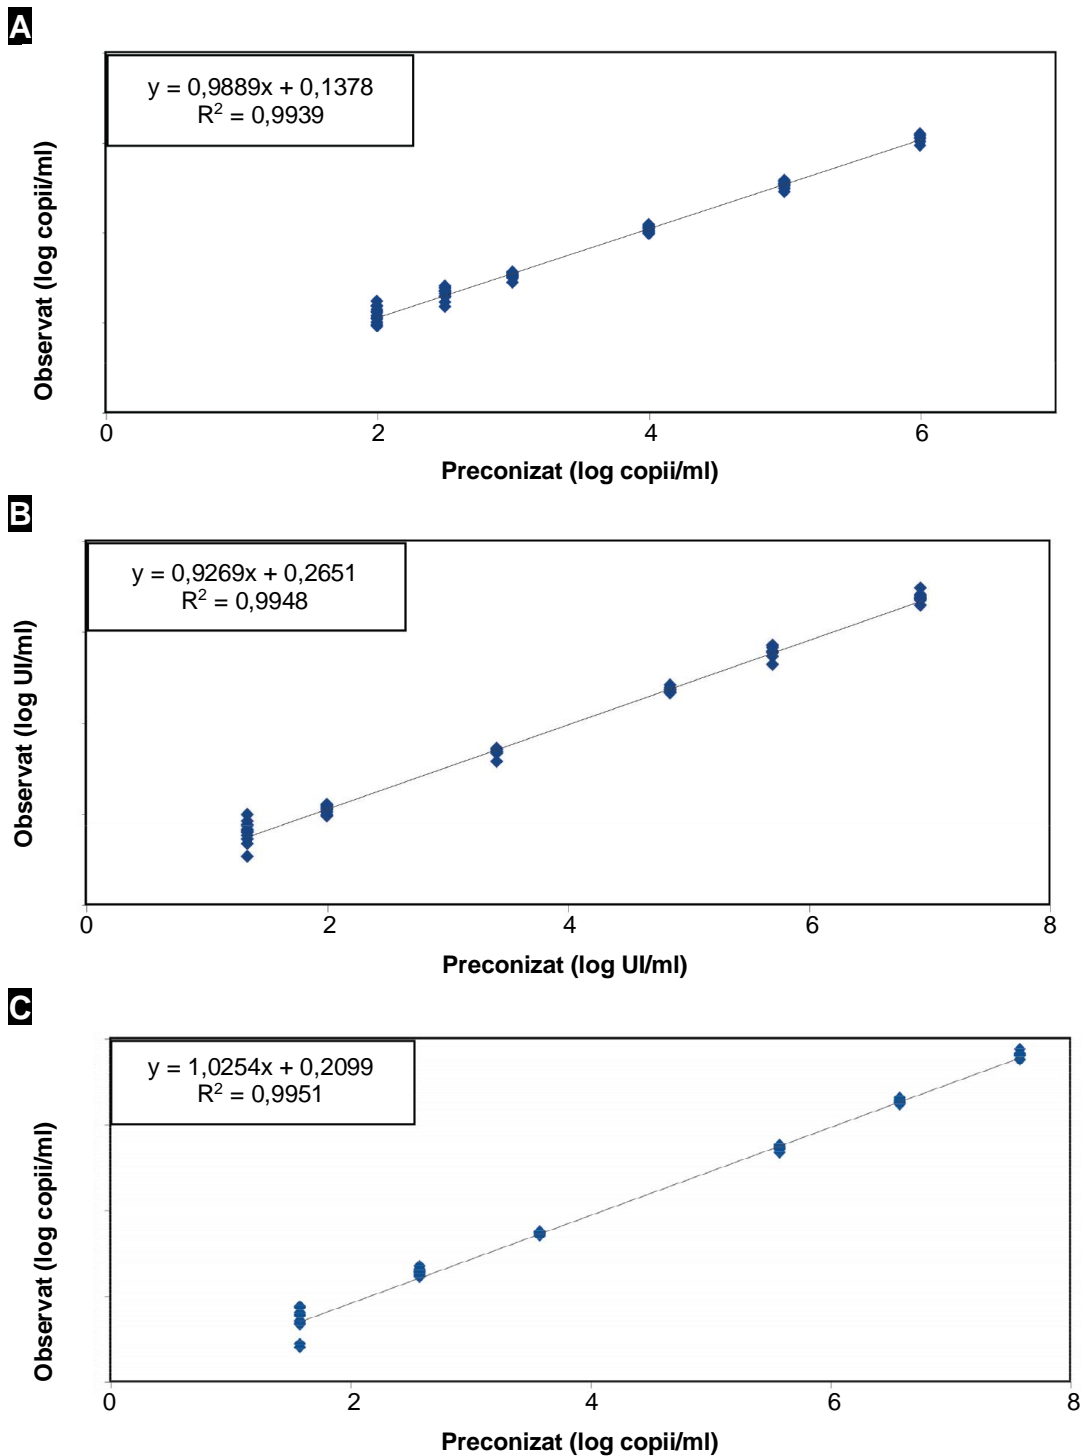 A
y = 0,9889x + 0,1378
R² = 0,9939
Observat (log copii/ml)
0 2 4 6
Preconizat (log copii/ml)
B
y = 0,9269x + 0,2651
R² = 0,9948
Observat (log UI/ml)
0 2 4 6 8
Preconizat (log UI/ml)
C
y = 1,0254x + 0,2099
R² = 0,9951
Observat (log copii/ml)
0 2 4 6 8
Preconizat (log copii/ml)